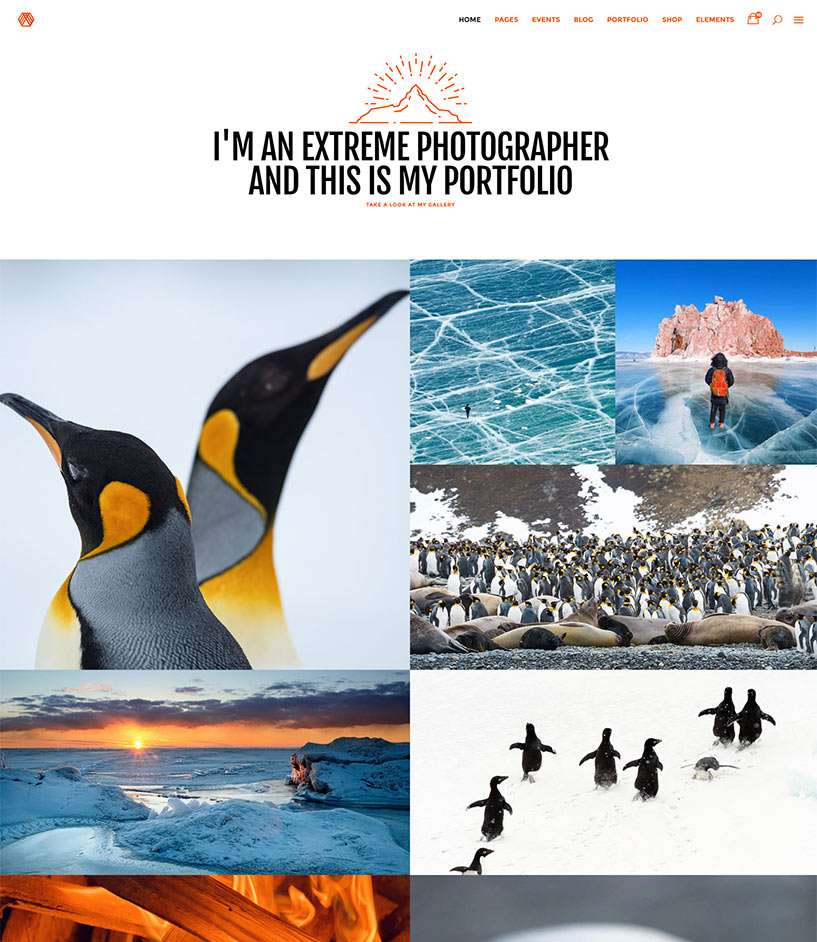 HOME PAGES EVENTS BLOG PORTFOLIO SHOP ELEMENTS
I'M AN EXTREME PHOTOGRAPHER
AND THIS IS MY PORTFOLIO
TAKE A LOOK AT MY GALLERY